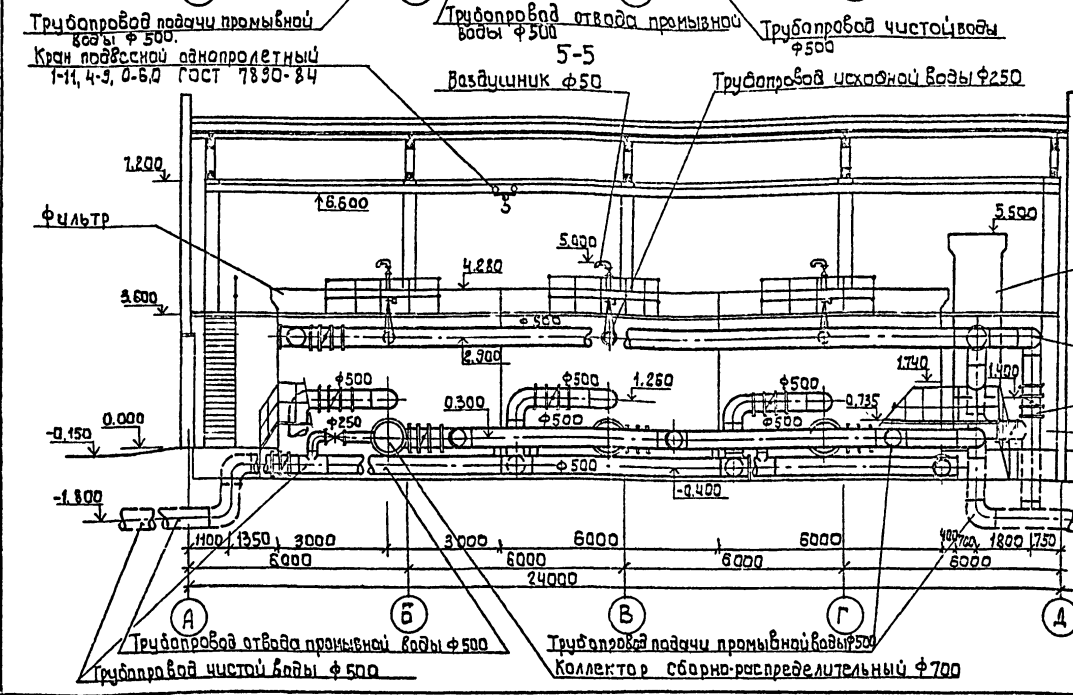 Трубопровод подачи промывной
воды ф 500.
Трубопровод отвода промывной
воды ф 500
Трубопровод чистой воды
ф500
Кран подвесной однопролетный
1-11, 4-9, 0-6,0 ГОСТ 7890-84
5-5
Воздушник ф50
Трубопровод исходной воды ф250
7.200
6.600
Фильтр
5.000
5.500
4.280
3.600
ф 500
2.900
1.740
1.400
ф500
ф500
1.260
ф500
0.735
0.300
ф250
ф500
ф500
0.000
-0.150
ф500
-0.400
-1.800
1100 1350 3000 3000 6000 6000 400 700 1800 750
6000 6000 6000 6000
24000
А Б В Г Д
Трубопровод отвода промывной воды ф500
Трубопровод чистой воды ф500
Трубопровод подачи промывной воды ф500
Коллектор сборно-распределительный ф700